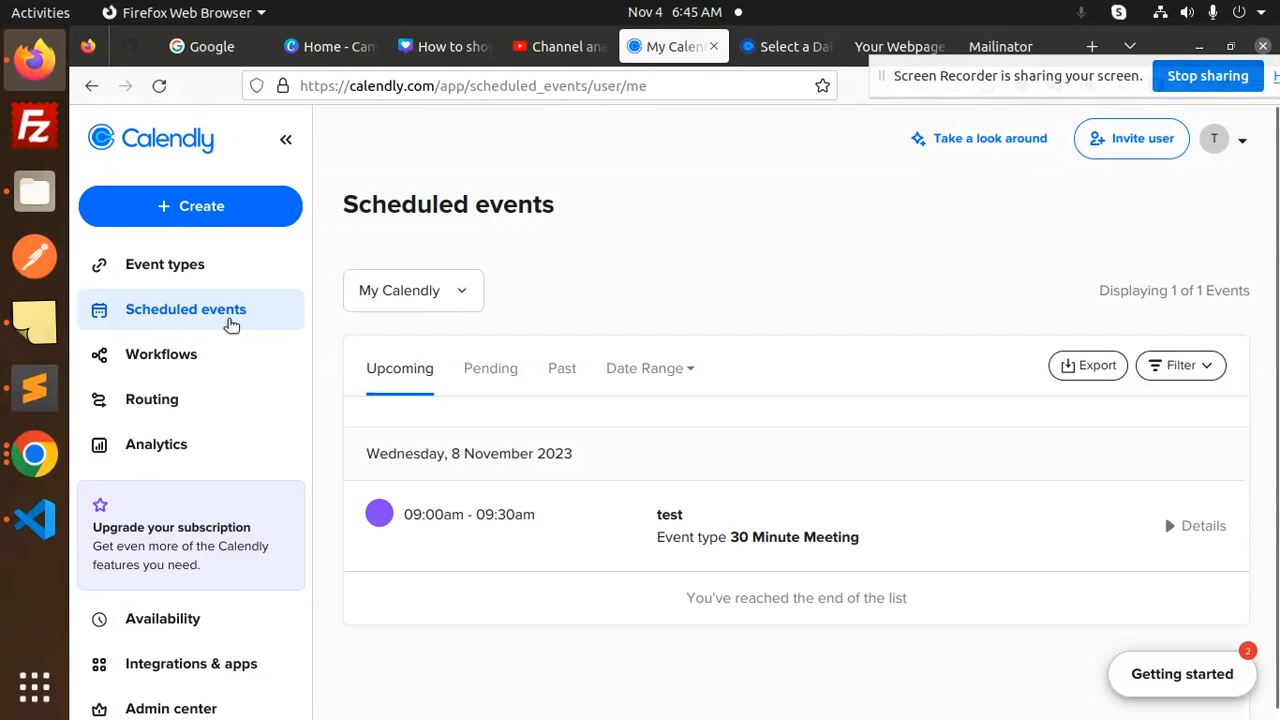 Activities
Firefox Web Browser
Nov 4 6:45 AM
Google
Home - Can
How to sho
Channel ana
My Calen
Select a Da
Your Webpage
Mailinator
https://calendly.com/app/scheduled_events/user/me
Screen Recorder is sharing your screen.
Stop sharing
H
Calendly
Take a look around
Invite user
T
+ Create
Scheduled events
Event types
Scheduled events
My Calendly
Displaying 1 of 1 Events
Workflows
Upcoming
Pending
Past
Date Range
Export
Filter
Routing
Analytics
Wednesday, 8 November 2023
09:00am - 09:30am
test
Event type 30 Minute Meeting
Details
Upgrade your subscription
Get even more of the Calendly
features you need.
You've reached the end of the list
Availability
Integrations & apps
Admin center
2
Getting started